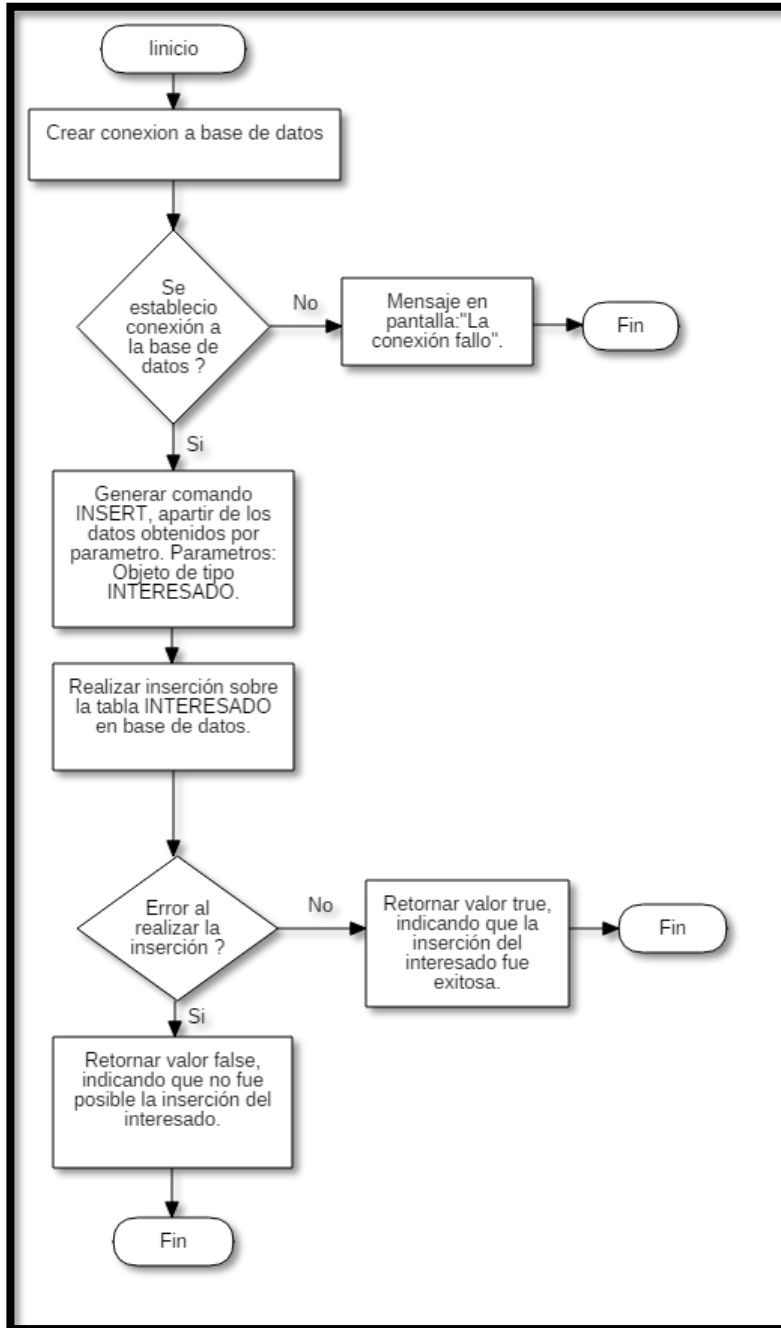 Iinicio
Crear conexion a base de datos
Se
establecio
conexión a
la base de
datos ?
No
Mensaje en
pantalla:"La
conexión fallo".
Fin
Si
Generar comando
INSERT, apartir de los
datos obtenidos por
parametro. Parametros:
Objeto de tipo
INTERESADO.
Realizar inserción sobre
la tabla INTERESADO
en base de datos.
Error al
realizar la
inserción ?
No
Retornar valor true,
indicando que la
inserción del
interesado fue
exitosa.
Fin
Si
Retornar valor false,
indicando que no fue
posible la inserción del
interesado.
Fin